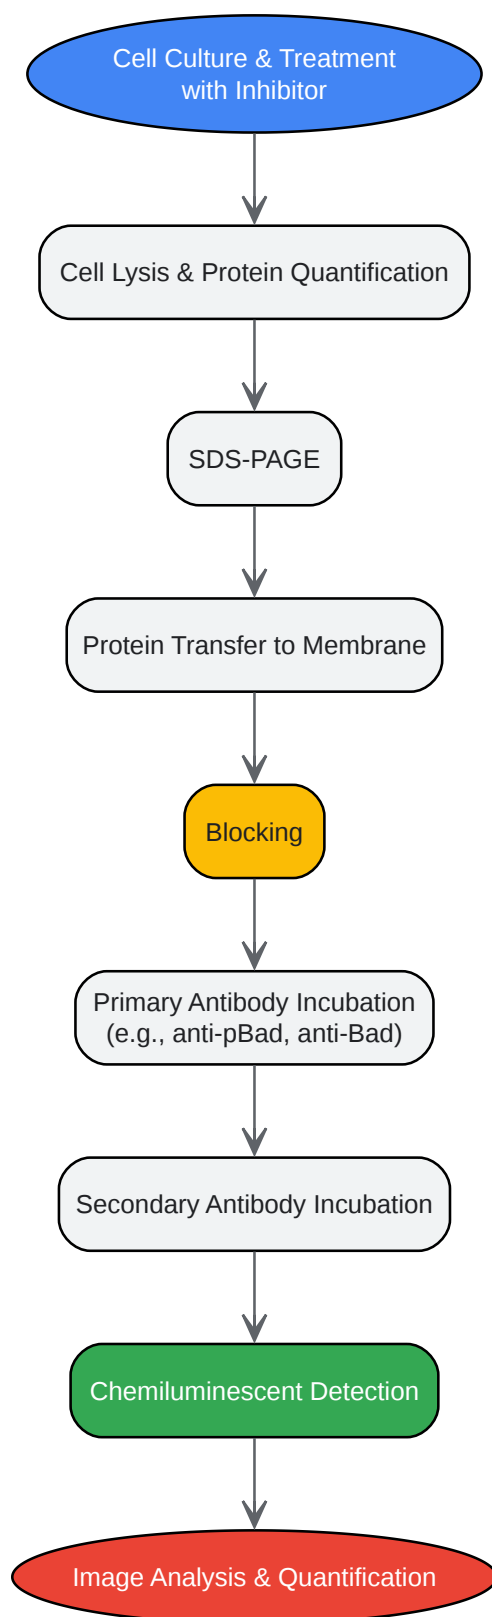 Cell Culture & Treatment
with Inhibitor
Cell Lysis & Protein Quantification
SDS-PAGE
Protein Transfer to Membrane
Blocking
Primary Antibody Incubation
(e.g., anti-pBad, anti-Bad)
Secondary Antibody Incubation
Chemiluminescent Detection
Image Analysis & Quantification